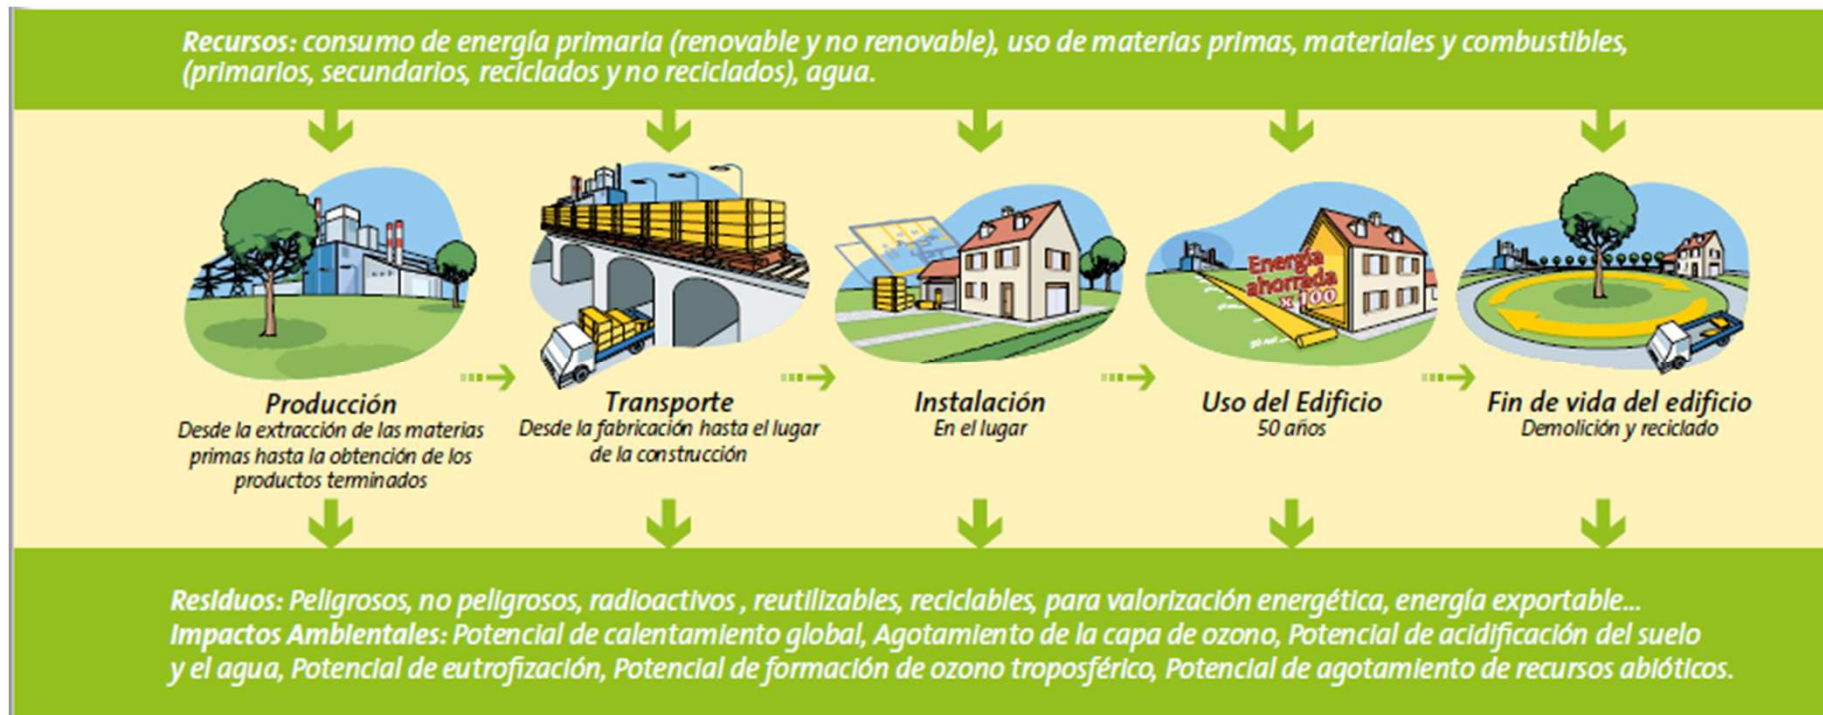 Recursos: consumo de energía primaria (renovable y no renovable), uso de materias primas, materiales y combustibles,
(primarios, secundarios, reciclados y no reciclados), agua.
Energía
ahorrada
x 100
Producción
Desde la extracción de las materias
primas hasta la obtención de los
productos terminados
Transporte
Desde la fabricación hasta el lugar
de la construcción
Instalación
En el lugar
Uso del Edificio
50 años
Fin de vida del edificio
Demolición y reciclado
Residuos: Peligrosos, no peligrosos, radioactivos , reutilizables, reciclables, para valorización energética, energía exportable...
Impactos Ambientales: Potencial de calentamiento global, Agotamiento de la capa de ozono, Potencial de acidificación del suelo
y el agua, Potencial de eutrofización, Potencial de formación de ozono troposférico, Potencial de agotamiento de recursos abióticos.